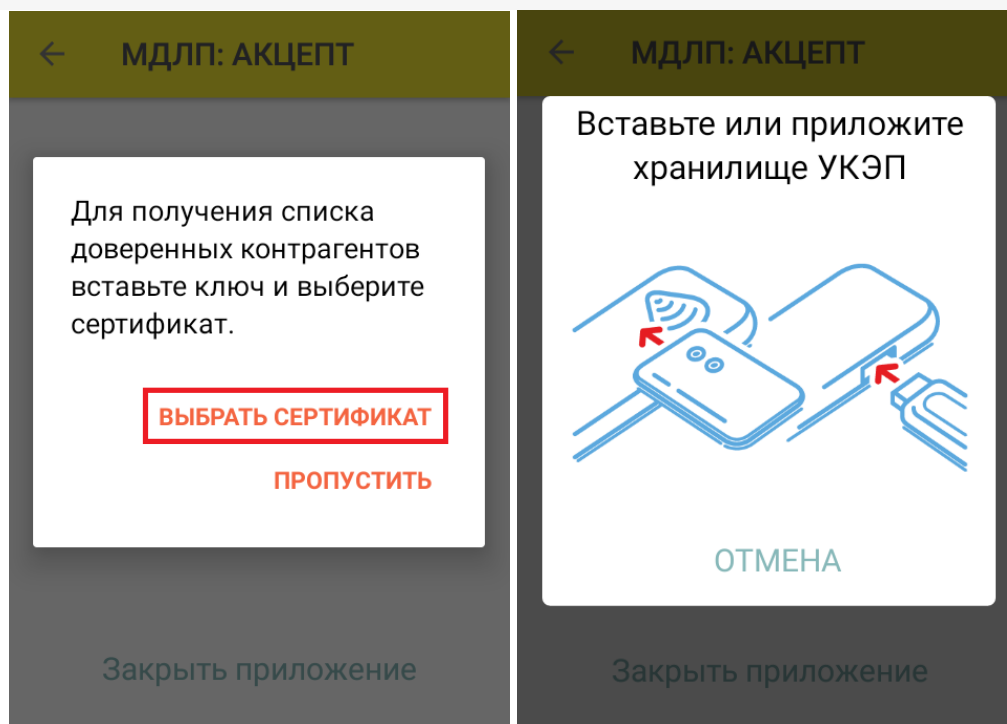 МДЛП: АКЦЕПТ
Для получения списка
доверенных контрагентов
вставьте ключ и выберите
сертификат.
ВЫБРАТЬ СЕРТИФИКАТ
ПРОПУСТИТЬ
Закрыть приложение
МДЛП: АКЦЕПТ
Вставьте или приложите
хранилище УКЭП
ОТМЕНА
Закрыть приложение